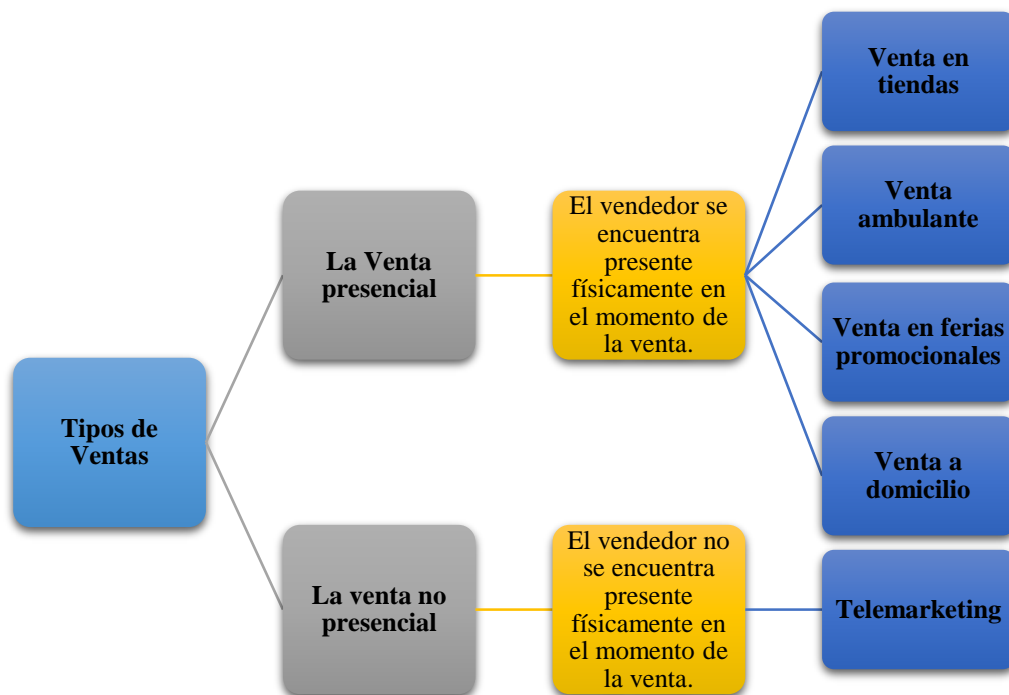 Tipos de
Ventas
La Venta
presencial
El vendedor se
encuentra
presente
físicamente en
el momento de
la venta.
Venta en
tiendas
Venta
ambulante
Venta en ferias
promocionales
Venta a
domicilio
La venta no
presencial
El vendedor no
se encuentra
presente
físicamente en
el momento de
la venta.
Telemarketing